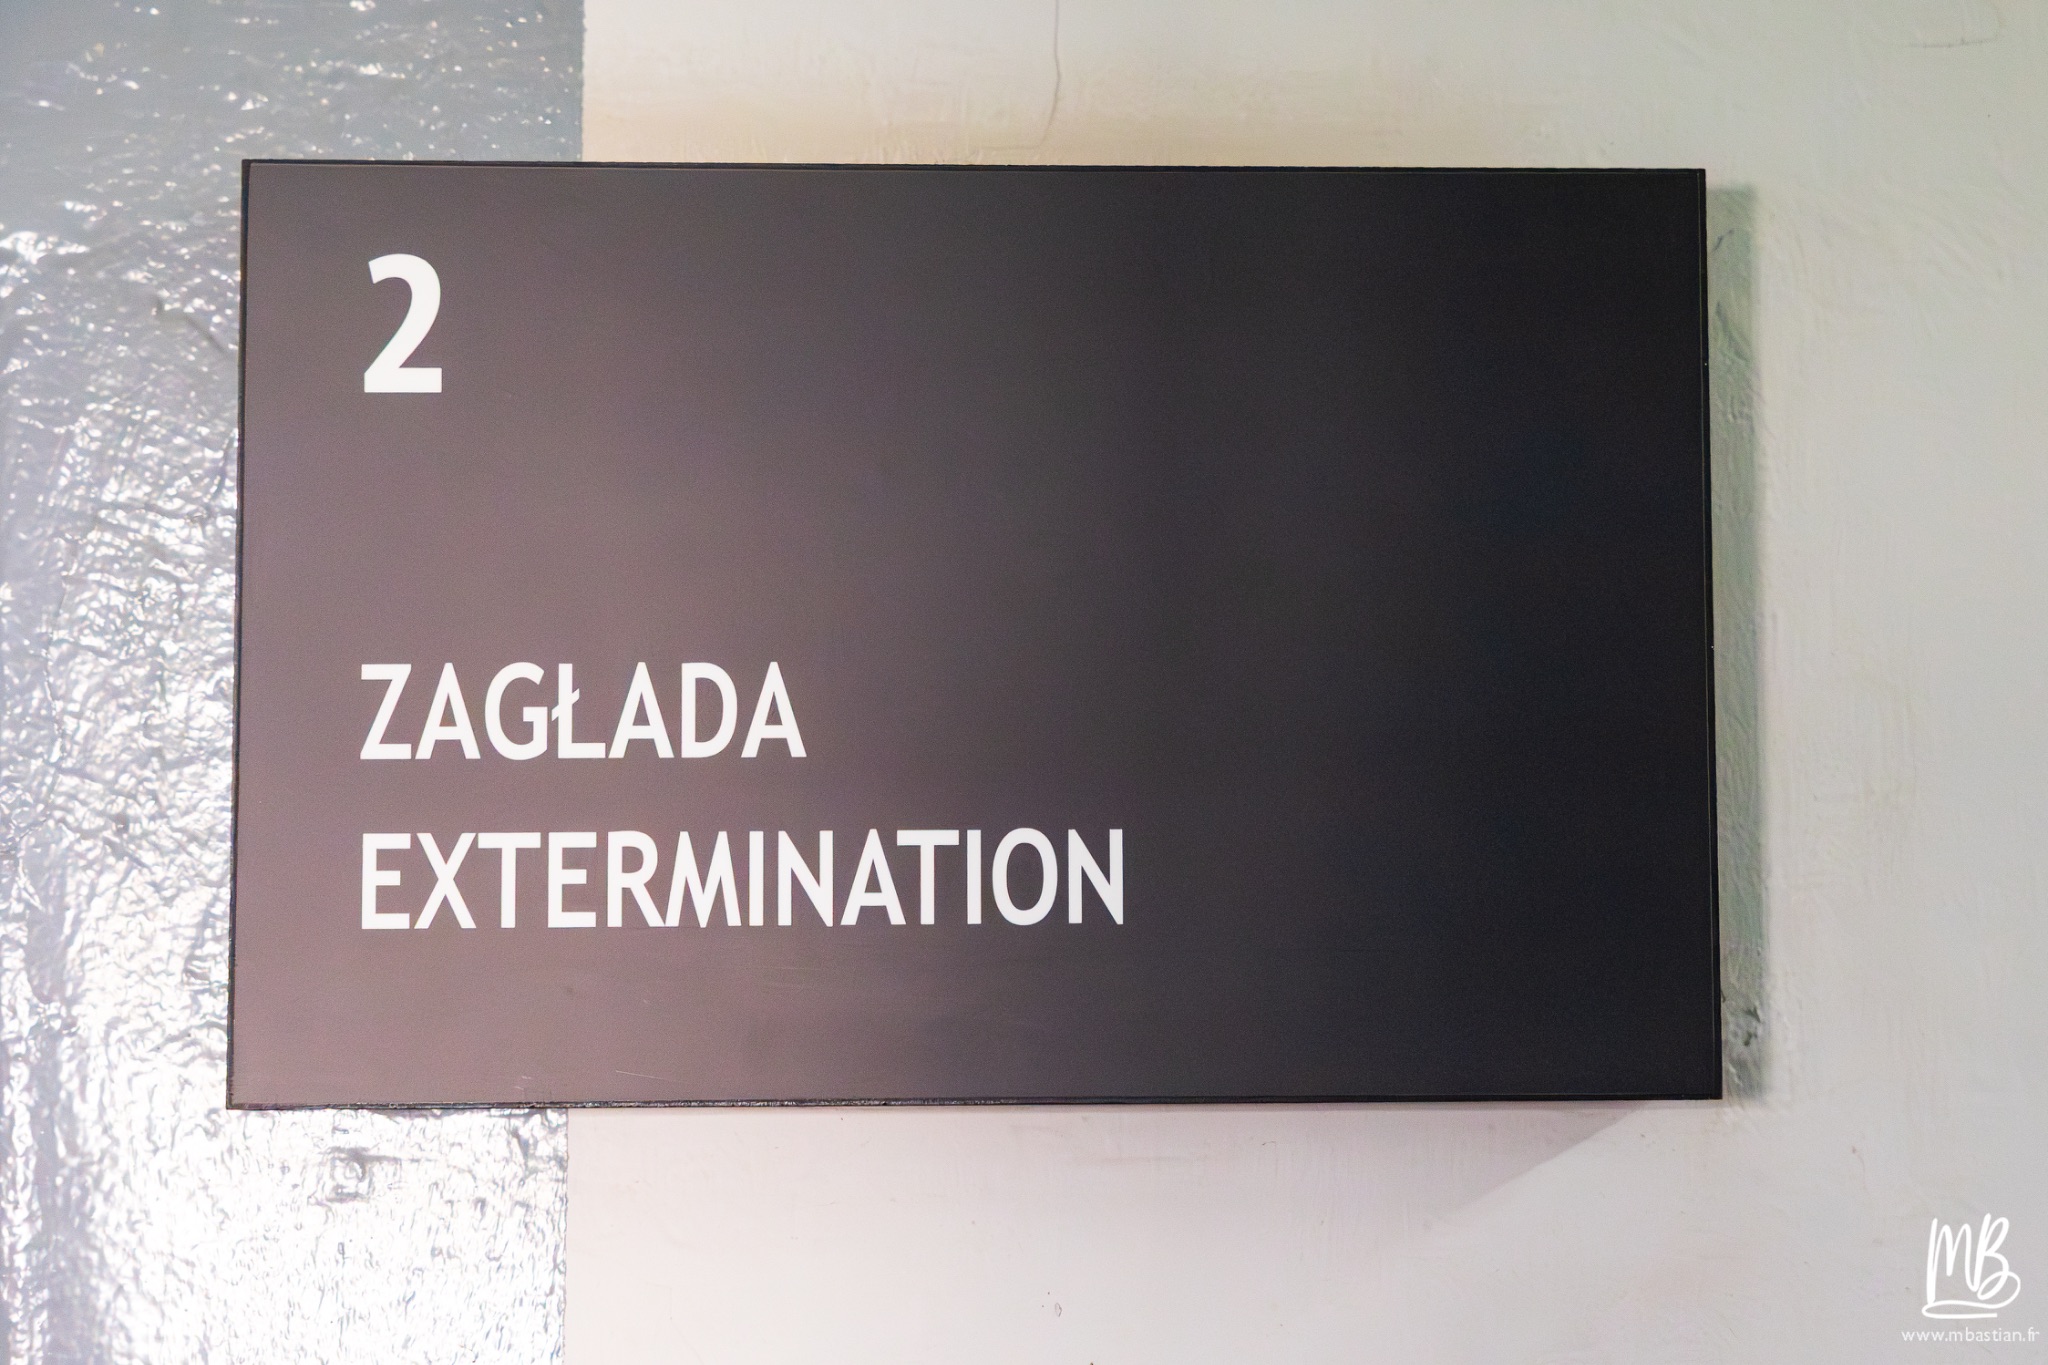 2
ZAGŁADA
EXTERMINATION
MB
www.mbastian.fr